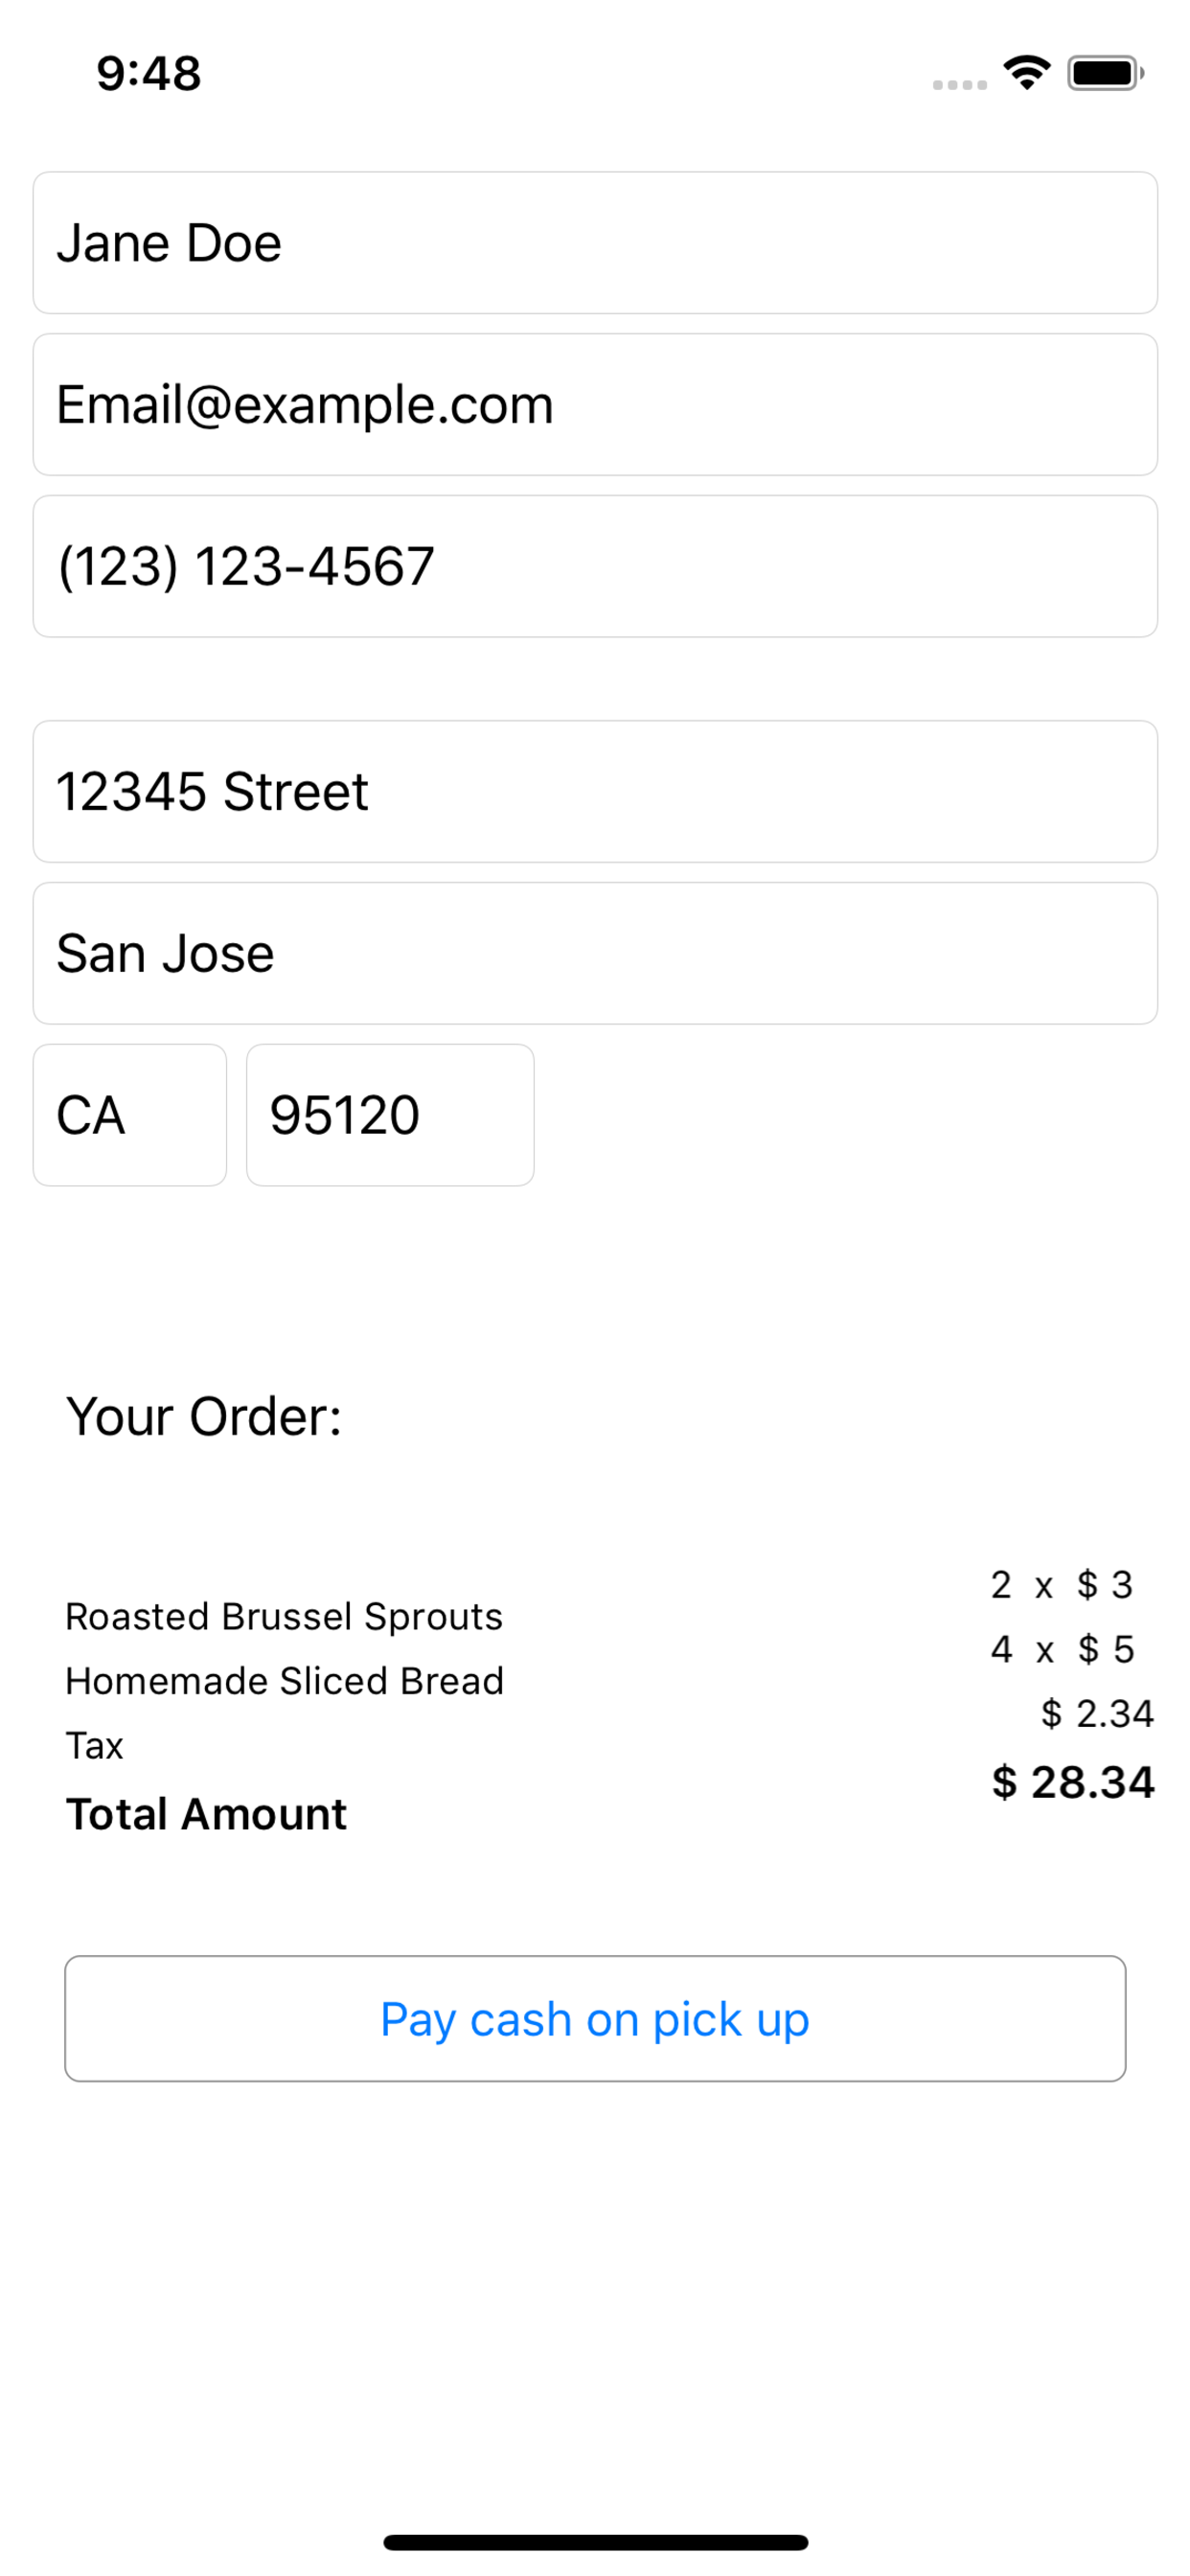 9:48
Jane Doe
Email@example.com
(123) 123-4567
12345 Street
San Jose
CA 95120
Your Order:
Roasted Brussel Sprouts 2 x $ 3
Homemade Sliced Bread 4 x $ 5
Tax $ 2.34
Total Amount $ 28.34
Pay cash on pick up